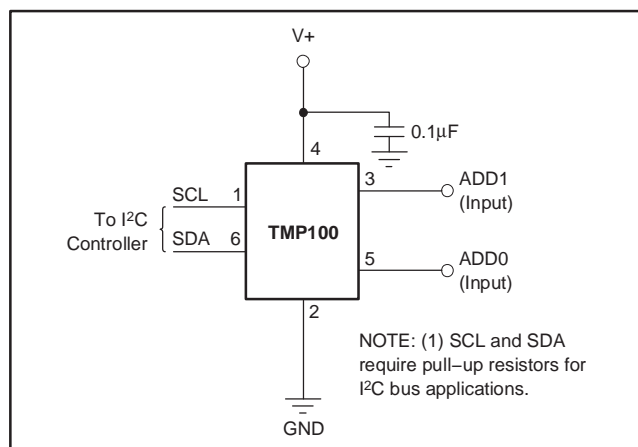 V+
0.1µF
4
SCL 1
To I²C
Controller
SDA 6
TMP100
3 ADD1
(Input)
5 ADD0
(Input)
2
GND
NOTE: (1) SCL and SDA
require pull−up resistors for
I²C bus applications.